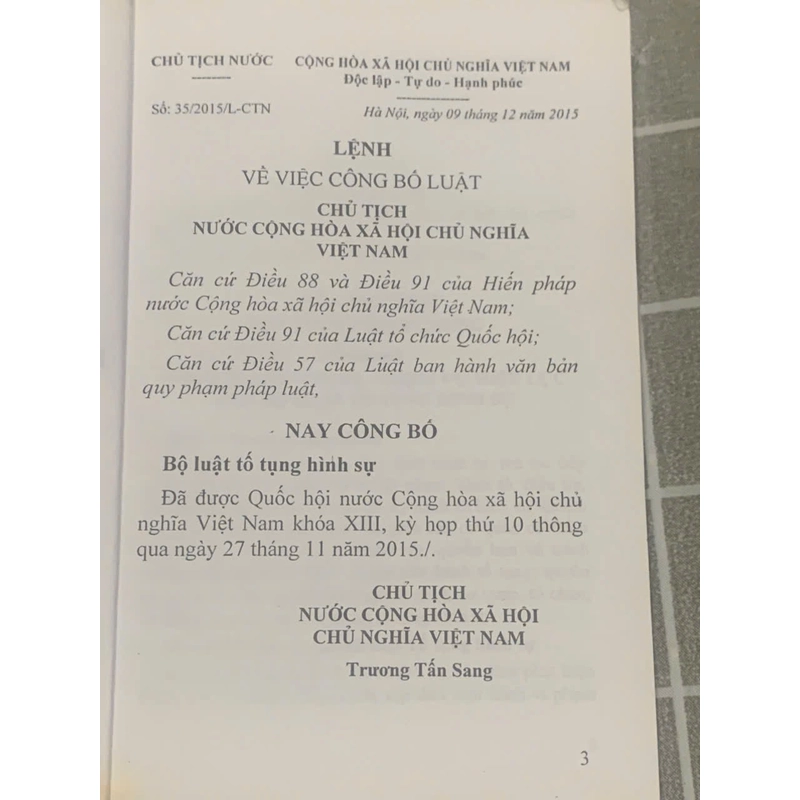 CHỦ TỊCH NƯỚC
CỘNG HÒA XÃ HỘI CHỦ NGHĨA VIỆT NAM
Độc lập - Tự do - Hạnh phúc
Số: 35/2015/L-CTN
Hà Nội, ngày 09 tháng 12 năm 2015
LỆNH
VỀ VIỆC CÔNG BỐ LUẬT
CHỦ TỊCH
NƯỚC CỘNG HÒA XÃ HỘI CHỦ NGHĨA
VIỆT NAM
Căn cứ Điều 88 và Điều 91 của Hiến pháp
nước Cộng hòa xã hội chủ nghĩa Việt Nam;
Căn cứ Điều 91 của Luật tổ chức Quốc hội;
Căn cứ Điều 57 của Luật ban hành văn bản
quy phạm pháp luật,
NAY CÔNG BỐ
Bộ luật tố tụng hình sự
Đã được Quốc hội nước Cộng hòa xã hội chủ
nghĩa Việt Nam khóa XIII, kỳ họp thứ 10 thông
qua ngày 27 tháng 11 năm 2015./.
CHỦ TỊCH
NƯỚC CỘNG HÒA XÃ HỘI
CHỦ NGHĨA VIỆT NAM
Trương Tấn Sang
3